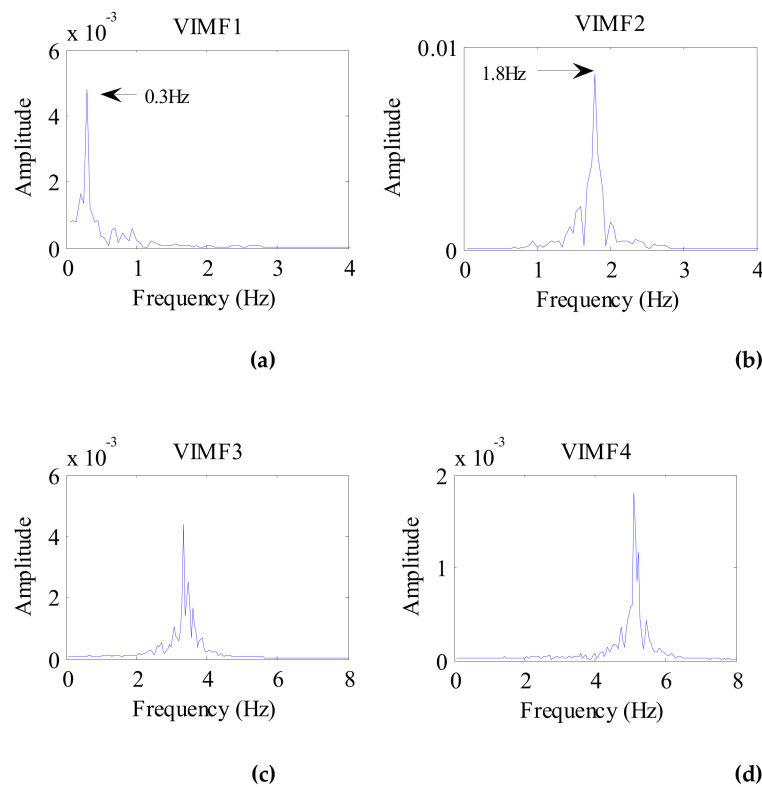 x 10^-3
VIMF1
6
4
2
0
Amplitude
0.3Hz
0 1 2 3 4
Frequency (Hz)
(a)
VIMF2
0.01
0
Amplitude
1.8Hz
0 1 2 3 4
Frequency (Hz)
(b)
x 10^-3
VIMF3
6
4
2
0
Amplitude
0 2 4 6 8
Frequency (Hz)
(c)
x 10^-3
VIMF4
2
1
0
Amplitude
0 2 4 6 8
Frequency (Hz)
(d)